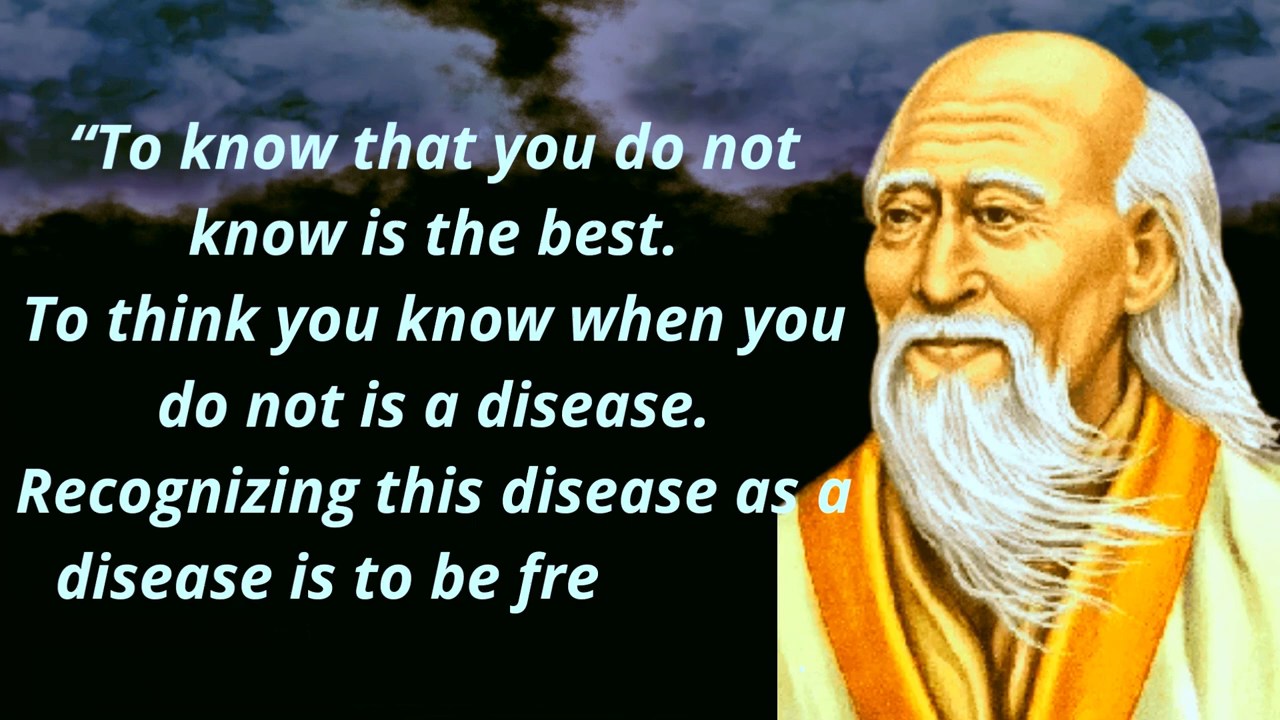 “To know that you do not
know is the best.
To think you know when you
do not is a disease.
Recognizing this disease as a
disease is to be fre